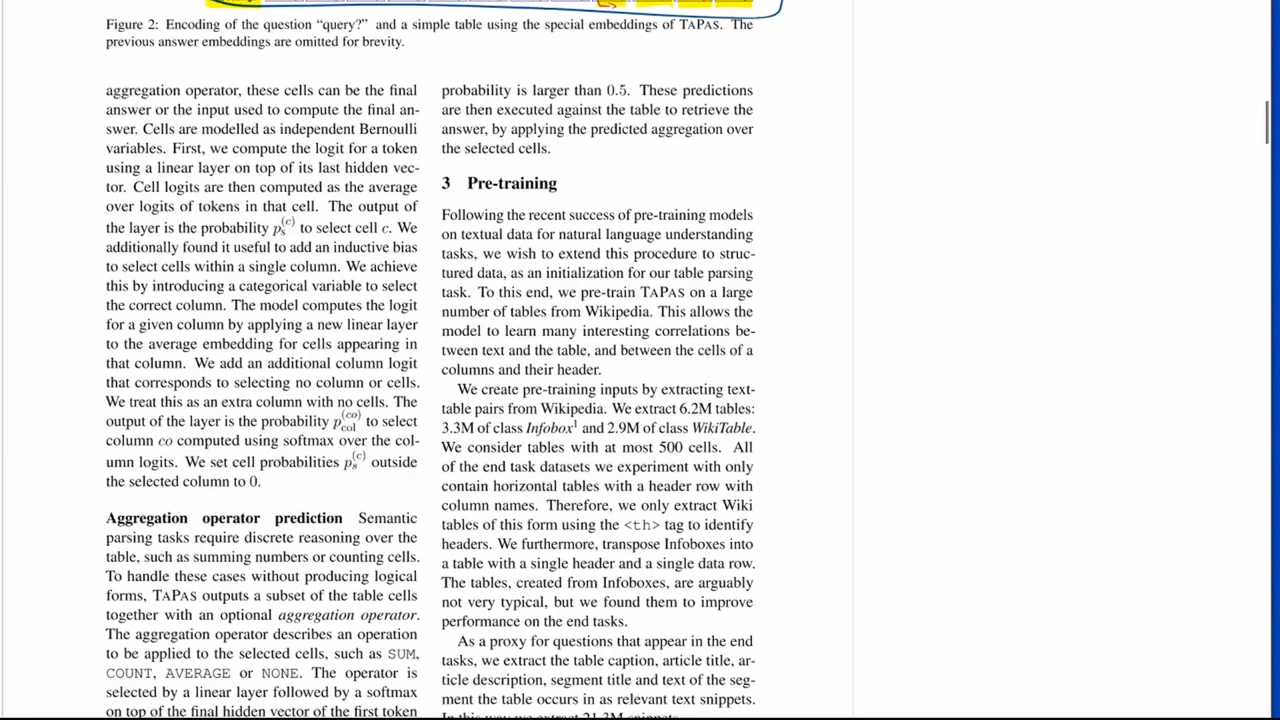 Figure 2: Encoding of the question “query?” and a simple table using the special embeddings of TAPAS. The
previous answer embeddings are omitted for brevity.
aggregation operator, these cells can be the final
answer or the input used to compute the final an-
swer. Cells are modelled as independent Bernoulli
variables. First, we compute the logit for a token
using a linear layer on top of its last hidden vec-
tor. Cell logits are then computed as the average
over logits of tokens in that cell. The output of
the layer is the probability p_s^(c) to select cell c. We
additionally found it useful to add an inductive bias
to select cells within a single column. We achieve
this by introducing a categorical variable to select
the correct column. The model computes the logit
for a given column by applying a new linear layer
to the average embedding for cells appearing in
that column. We add an additional column logit
that corresponds to selecting no column or cells.
We treat this as an extra column with no cells. The
output of the layer is the probability p_col^(co) to select
column co computed using softmax over the col-
umn logits. We set cell probabilities p_s^(c) outside
the selected column to 0.
Aggregation operator prediction Semantic
parsing tasks require discrete reasoning over the
table, such as summing numbers or counting cells.
To handle these cases without producing logical
forms, TAPAS outputs a subset of the table cells
together with an optional aggregation operator.
The aggregation operator describes an operation
to be applied to the selected cells, such as SUM,
COUNT, AVERAGE or NONE. The operator is
selected by a linear layer followed by a softmax
on top of the final hidden vector of the first token
probability is larger than 0.5. These predictions
are then executed against the table to retrieve the
answer, by applying the predicted aggregation over
the selected cells.
3 Pre-training
Following the recent success of pre-training models
on textual data for natural language understanding
tasks, we wish to extend this procedure to struc-
tured data, as an initialization for our table parsing
task. To this end, we pre-train TAPAS on a large
number of tables from Wikipedia. This allows the
model to learn many interesting correlations be-
tween text and the table, and between the cells of a
columns and their header.
We create pre-training inputs by extracting text-
table pairs from Wikipedia. We extract 6.2M tables:
3.3M of class Infobox¹ and 2.9M of class WikiTable.
We consider tables with at most 500 cells. All
of the end task datasets we experiment with only
contain horizontal tables with a header row with
column names. Therefore, we only extract Wiki
tables of this form using the <th> tag to identify
headers. We furthermore, transpose Infoboxes into
a table with a single header and a single data row.
The tables, created from Infoboxes, are arguably
not very typical, but we found them to improve
performance on the end tasks.
As a proxy for questions that appear in the end
tasks, we extract the table caption, article title, ar-
ticle description, segment title and text of the seg-
ment the table occurs in as relevant text snippets.
In this way we extract 21.3M snippets.